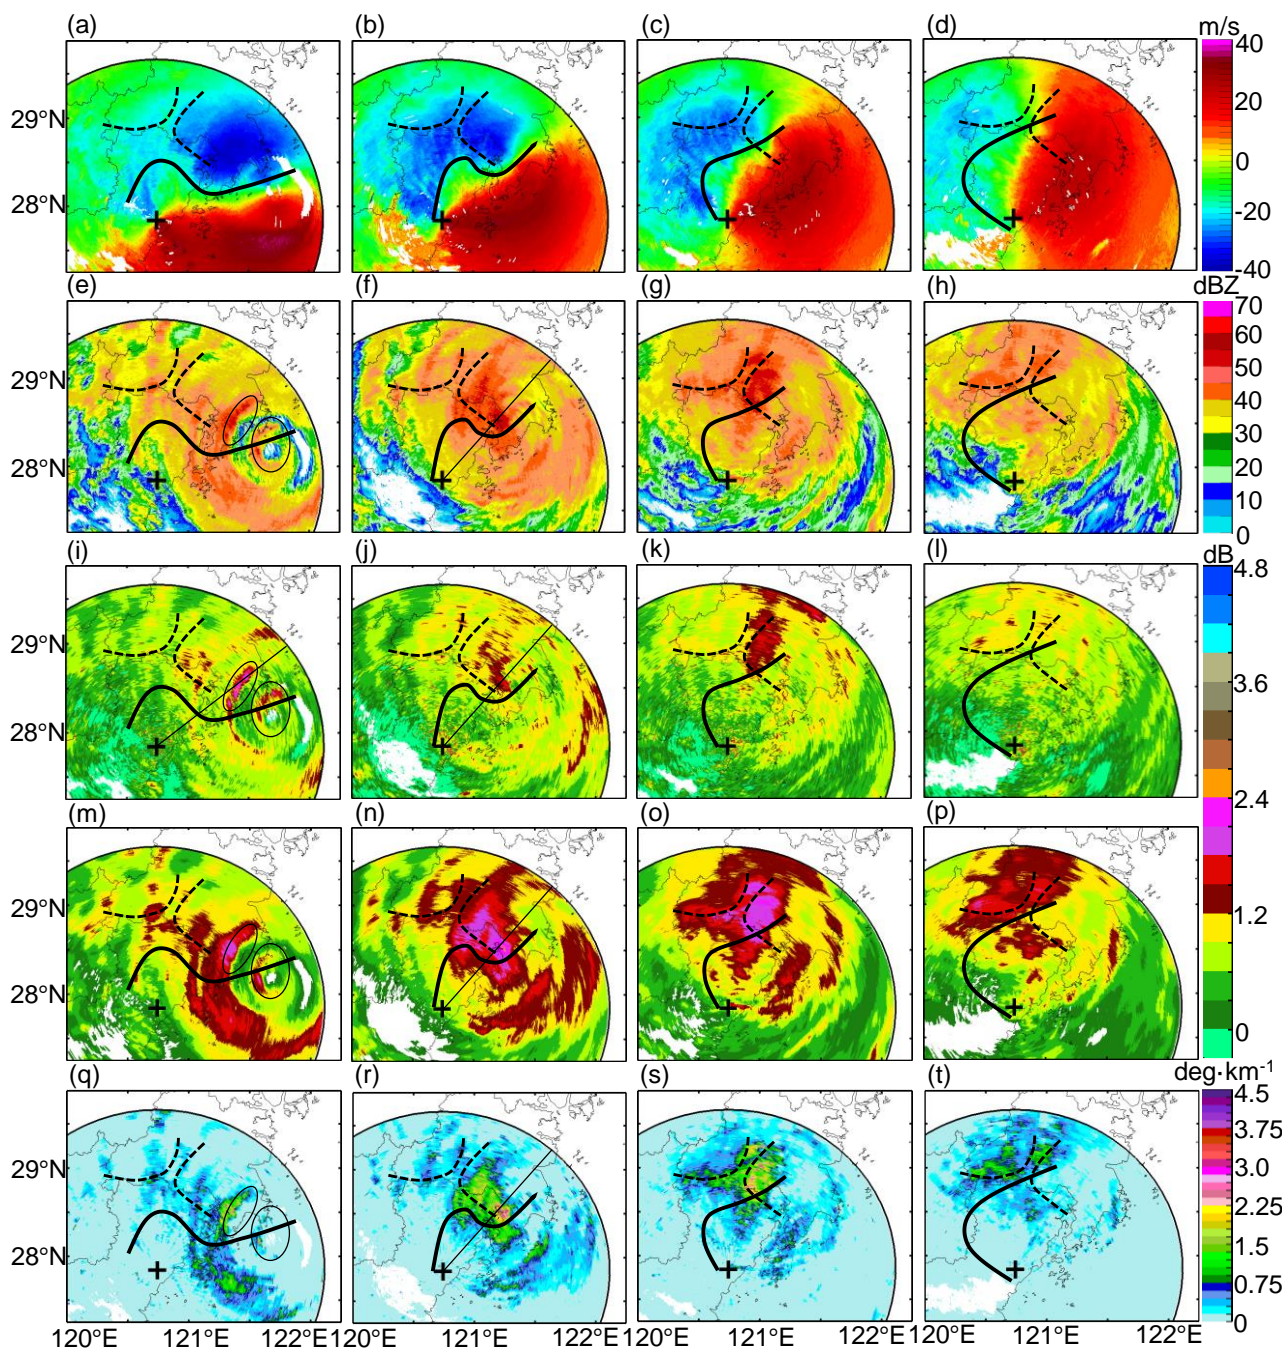 (a) (b) (c) (d) m/s
29°N
28°N
40
20
0
-20
-40
(e) (f) (g) (h) dBZ
29°N
28°N
70
60
50
40
30
20
10
0
(i) (j) (k) (l) dB
29°N
28°N
4.8
3.6
2.4
1.2
0
(m) (n) (o) (p)
29°N
28°N
(q) (r) (s) (t) deg·km⁻¹
29°N
28°N
4.5
3.75
3.0
2.25
1.5
0.75
0
120°E 121°E 122°E 120°E 121°E 122°E 120°E 121°E 122°E 120°E 121°E 122°E